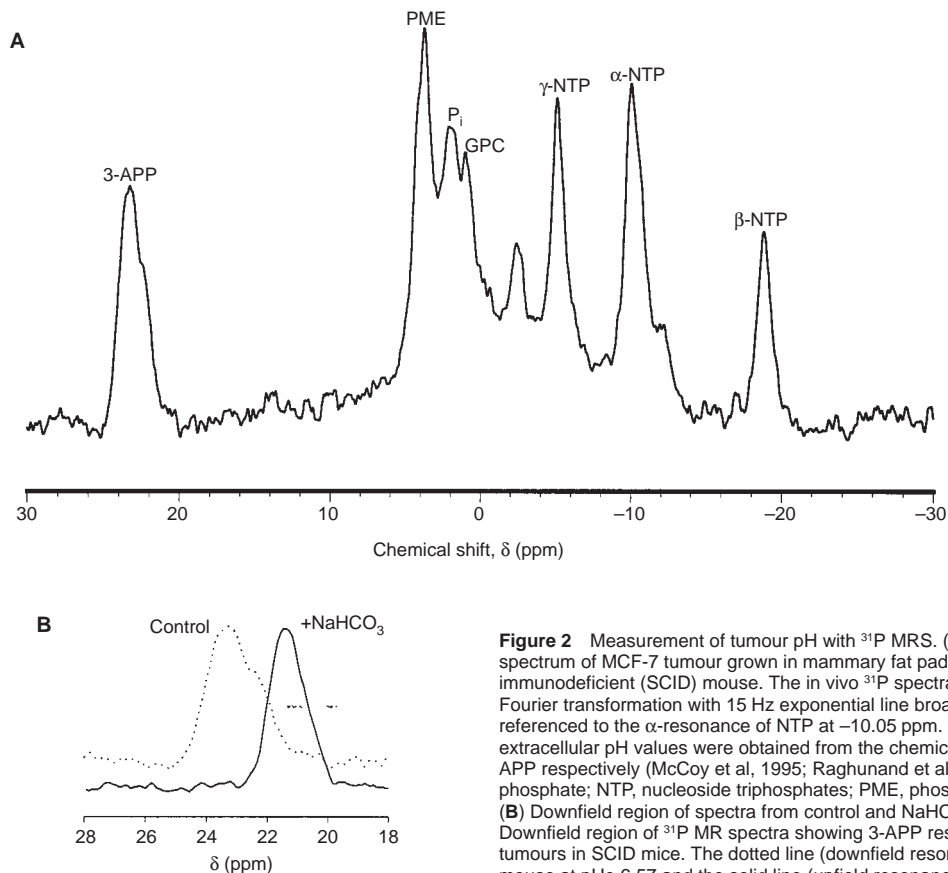 A
PME
Pi
GPC
γ-NTP
α-NTP
3-APP
β-NTP
30 20 10 0 –10 –20 –30
Chemical shift, δ (ppm)
B
Control
+NaHCO3
28 26 24 22 20 18
δ (ppm)
Figure 2 Measurement of tumour pH with 31P MRS. (
spectrum of MCF-7 tumour grown in mammary fat pad
immunodeficient (SCID) mouse. The in vivo 31P spectra
Fourier transformation with 15 Hz exponential line broa
referenced to the α-resonance of NTP at –10.05 ppm.
extracellular pH values were obtained from the chemic
APP respectively (McCoy et al, 1995; Raghunand et al
phosphate; NTP, nucleoside triphosphates; PME, phos
(B) Downfield region of spectra from control and NaHC
Downfield region of 31P MR spectra showing 3-APP res
tumours in SCID mice. The dotted line (downfield resor